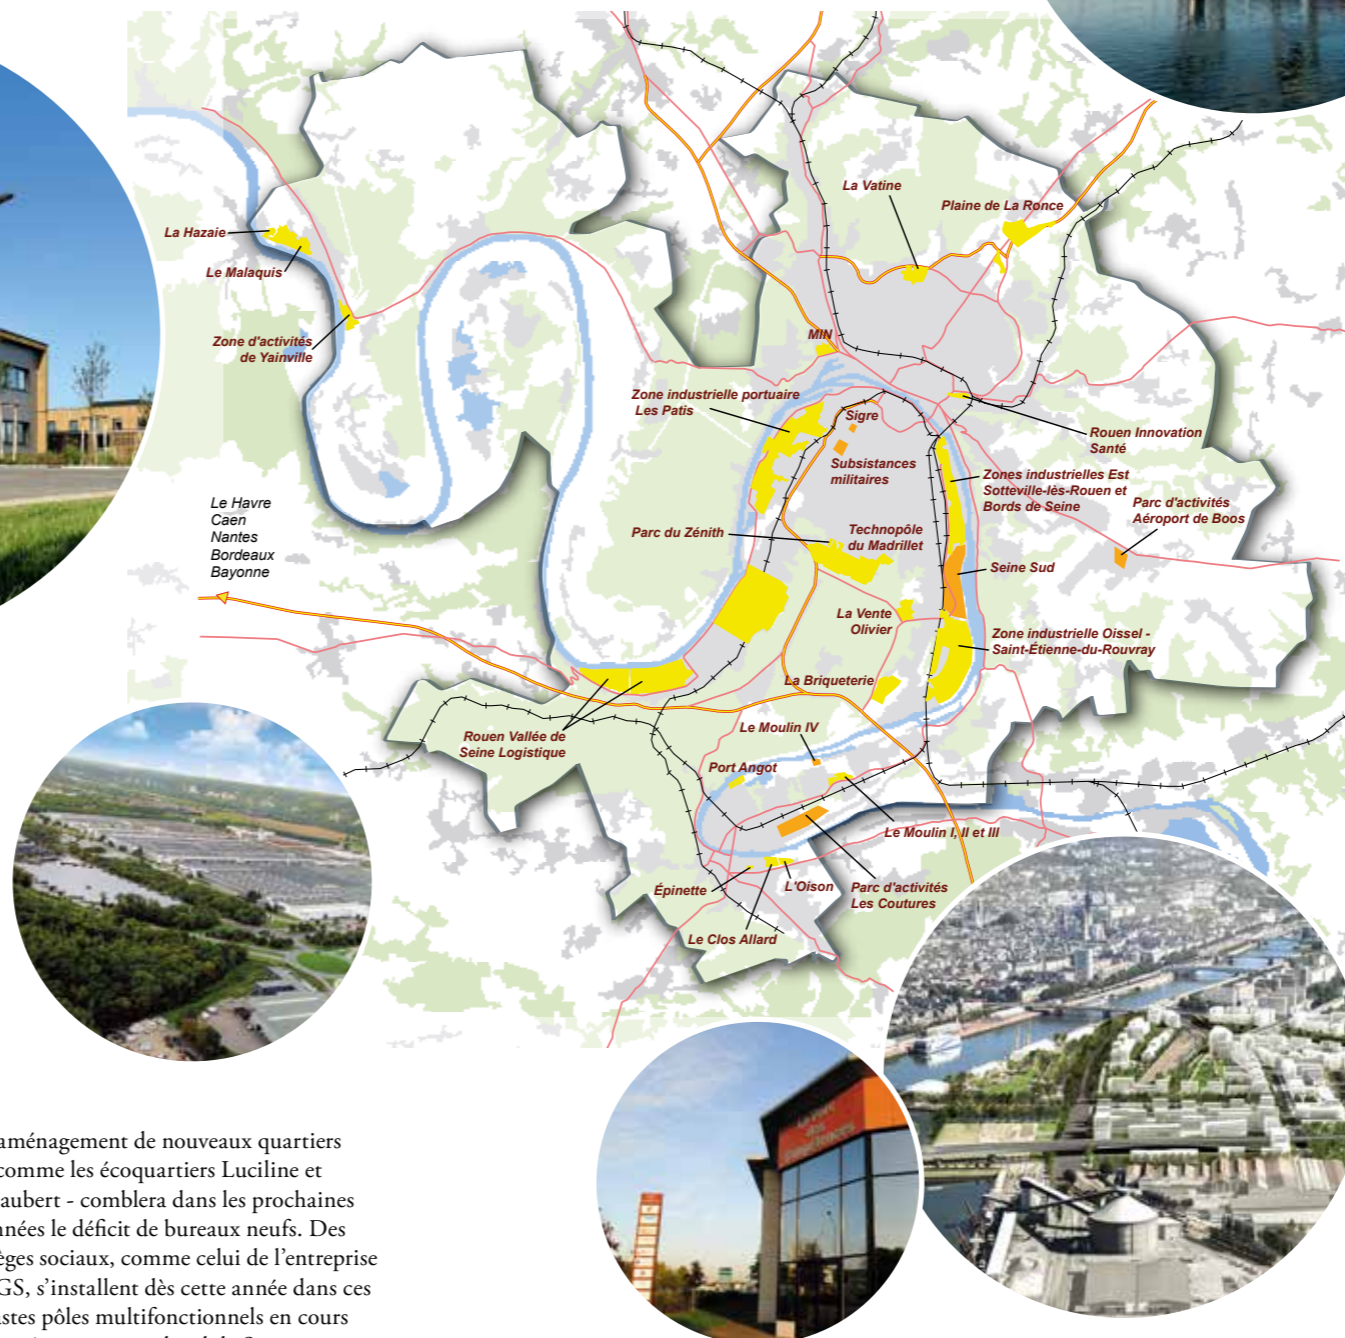 La Vatine
Plaine de La Ronce
La Hazaie
Le Malaquis
Zone d'activités
de Yainville
MIN
Zone industrielle portuaire
Les Patis
Sigre
Subsistances
militaires
Rouen Innovation
Santé
Zones industrielles Est
Sotteville-lès-Rouen et
Bords de Seine
Parc d'activités
Aéroport de Boos
Le Havre
Caen
Nantes
Bordeaux
Bayonne
Parc du Zénith
Technopôle
du Madrillet
Seine Sud
La Vente
Olivier
Zone industrielle Oissel -
Saint-Étienne-du-Rouvray
La Briqueterie
Rouen Vallée de
Seine Logistique
Le Moulin IV
Port Angot
Le Moulin I, II et III
Épinette
L'Oison
Parc d'activités
Les Coutures
Le Clos Allard
aménagement de nouveaux quartiers
comme les écoquartiers Luciline et
aubert - comblera dans les prochaines
nnées le déficit de bureaux neufs. Des
èges sociaux, comme celui de l'entreprise
GS, s'installent dès cette année dans ces
astes pôles multifonctionnels en cours